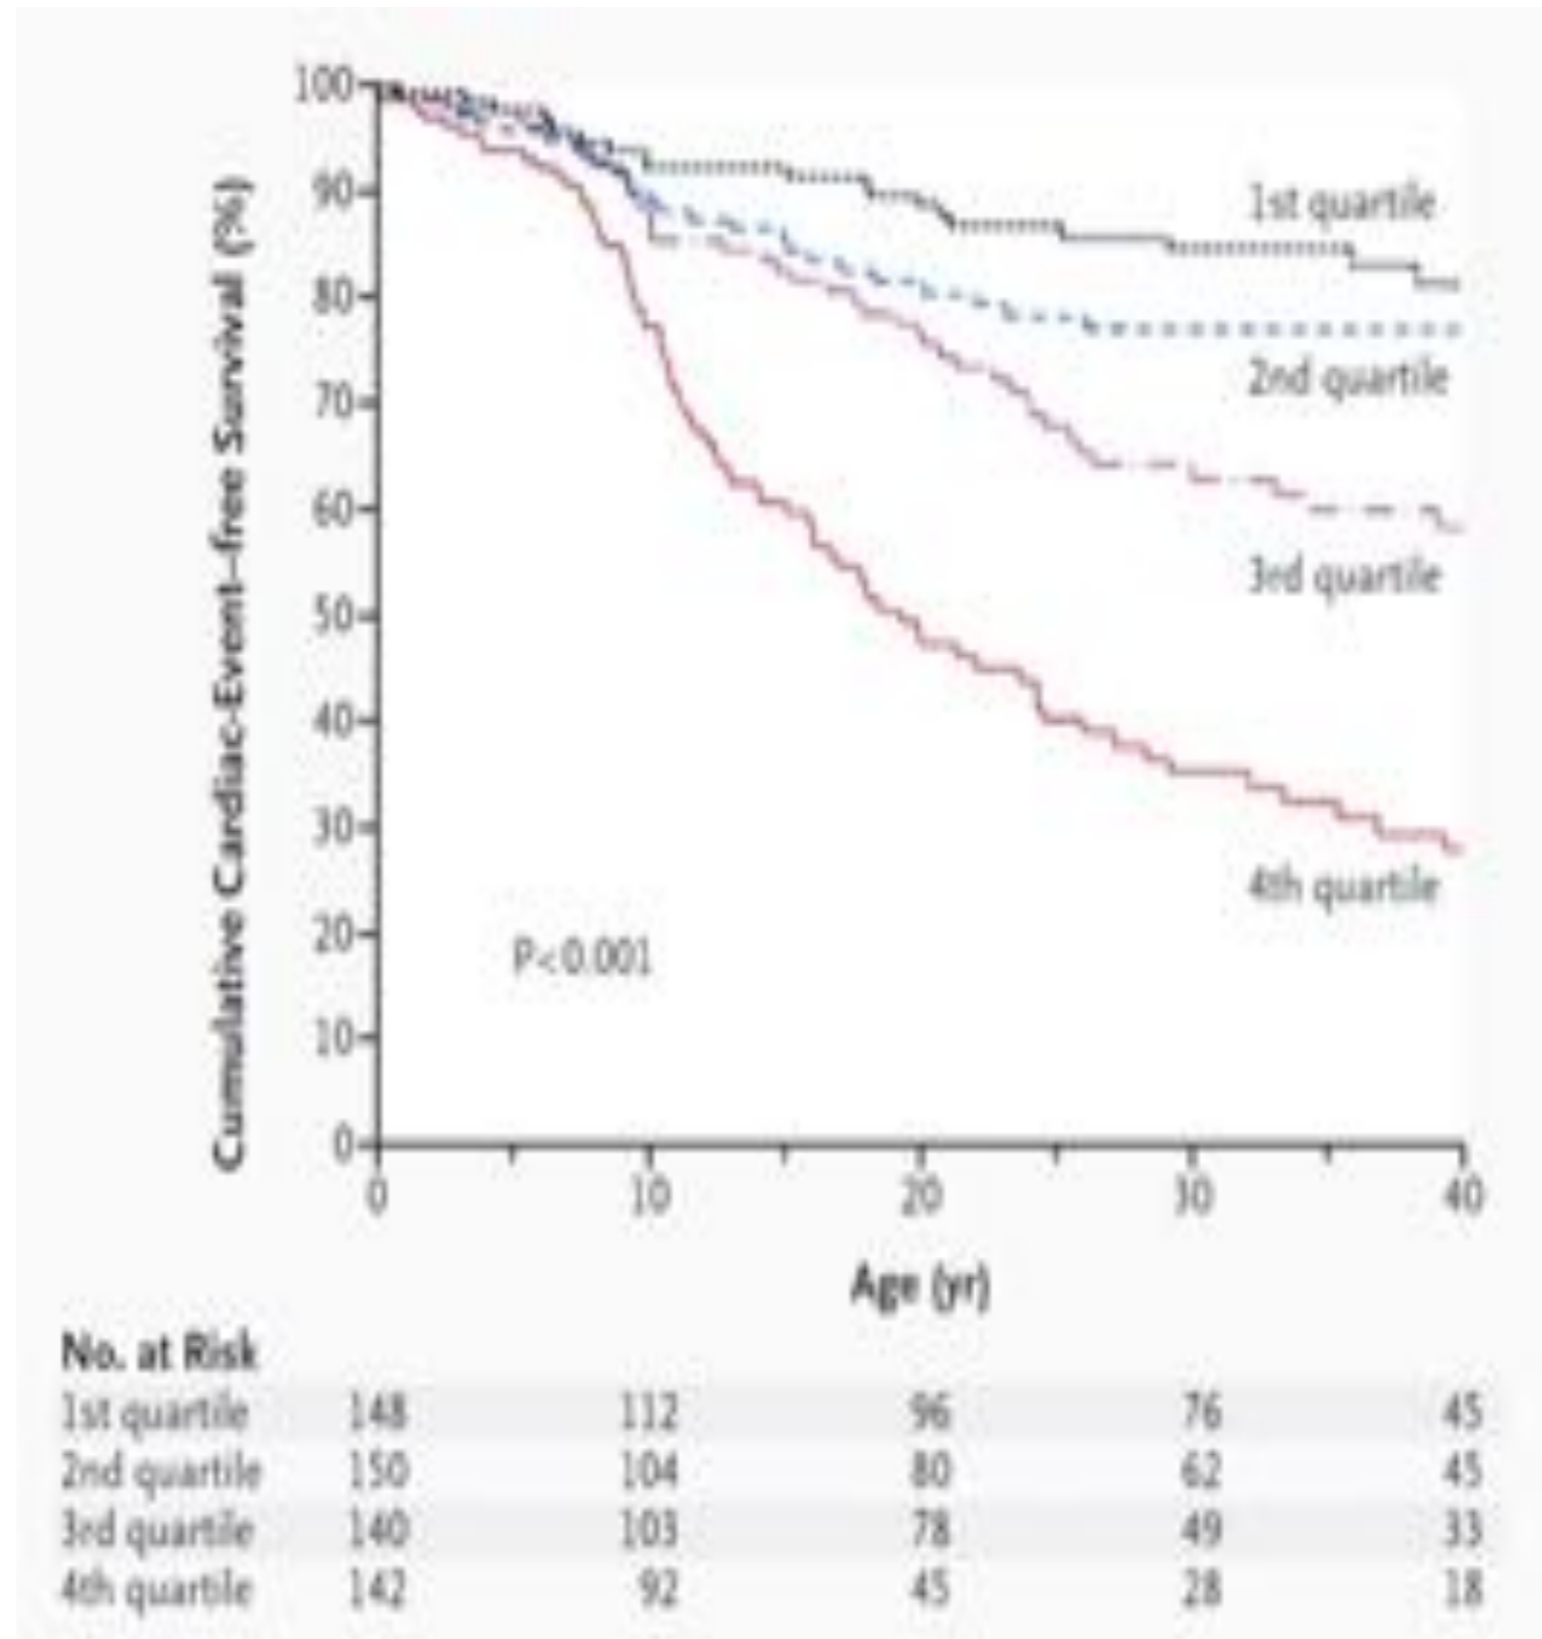 Cumulative Cardiac-Event–free Survival (%)
100
90
80
70
60
50
40
30
20
10
0
1st quartile
2nd quartile
3rd quartile
4th quartile
P<0.001
0 10 20 30 40
Age (yr)
No. at Risk
1st quartile 148 112 96 76 45
2nd quartile 150 104 80 62 45
3rd quartile 140 103 78 49 33
4th quartile 142 92 45 28 18